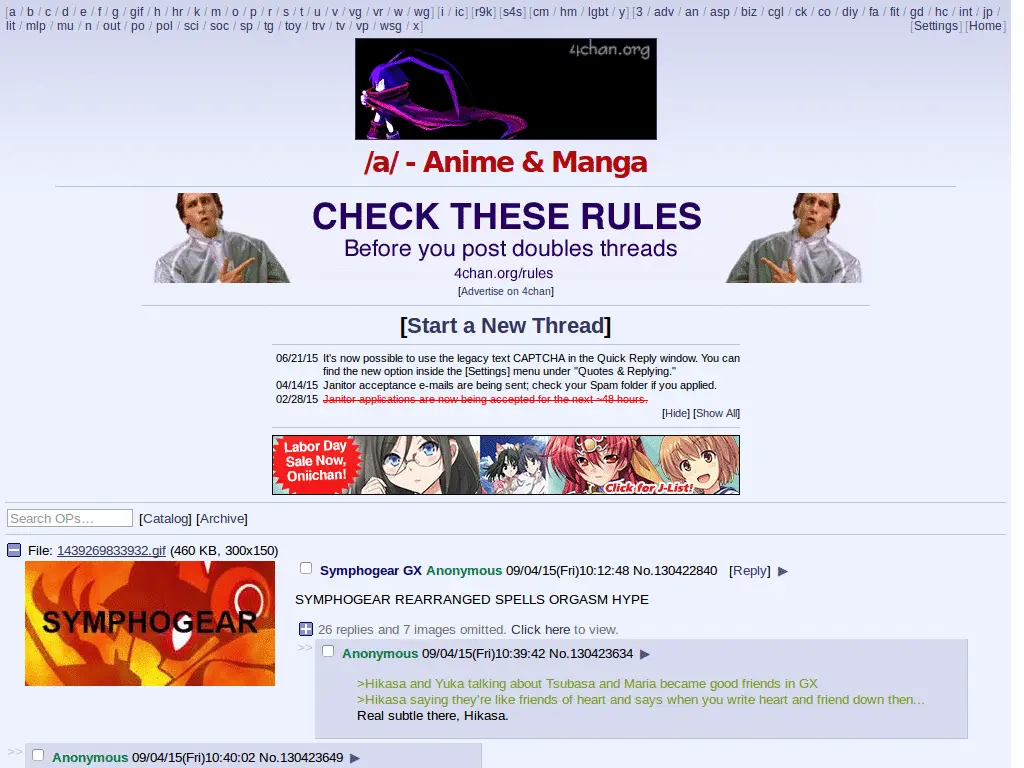 [a / b / c / d / e / f / g / gif / h / hr / k / m / o / p / r / s / t / u / v / vg / vr / w / wg] [i / ic] [r9k] [s4s] [cm / hm / lgbt / y] [3 / adv / an / asp / biz / cgl / ck / co / diy / fa / fit / gd / hc / int / jp /
lit / mlp / mu / n / out / po / pol / sci / soc / sp / tg / toy / trv / tv / vp / wsg / x] [Settings] [Home]
4chan.org
/a/ - Anime & Manga
CHECK THESE RULES
Before you post doubles threads
4chan.org/rules
[Advertise on 4chan]
[Start a New Thread]
06/21/15 It's now possible to use the legacy text CAPTCHA in the Quick Reply window. You can
find the new option inside the [Settings] menu under "Quotes & Replying."
04/14/15 Janitor acceptance e-mails are being sent; check your Spam folder if you applied.
02/28/15 Janitor applications are now being accepted for the next ~48 hours.
[Hide] [Show All]
Labor Day
Sale Now,
Oniichan!
Click for J-List!
Search OPs…
[Catalog] [Archive]
File: 1439269833932.gif (460 KB, 300x150)
SYMPHOGEAR
Symphogear GX Anonymous 09/04/15(Fri)10:12:48 No.130422840 [Reply] ▶
SYMPHOGEAR REARRANGED SPELLS ORGASM HYPE
26 replies and 7 images omitted. Click here to view.
>> Anonymous 09/04/15(Fri)10:39:42 No.130423634 ▶
>Hikasa and Yuka talking about Tsubasa and Maria became good friends in GX
>Hikasa saying they're like friends of heart and says when you write heart and friend down then...
Real subtle there, Hikasa.
>> Anonymous 09/04/15(Fri)10:40:02 No.130423649 ▶